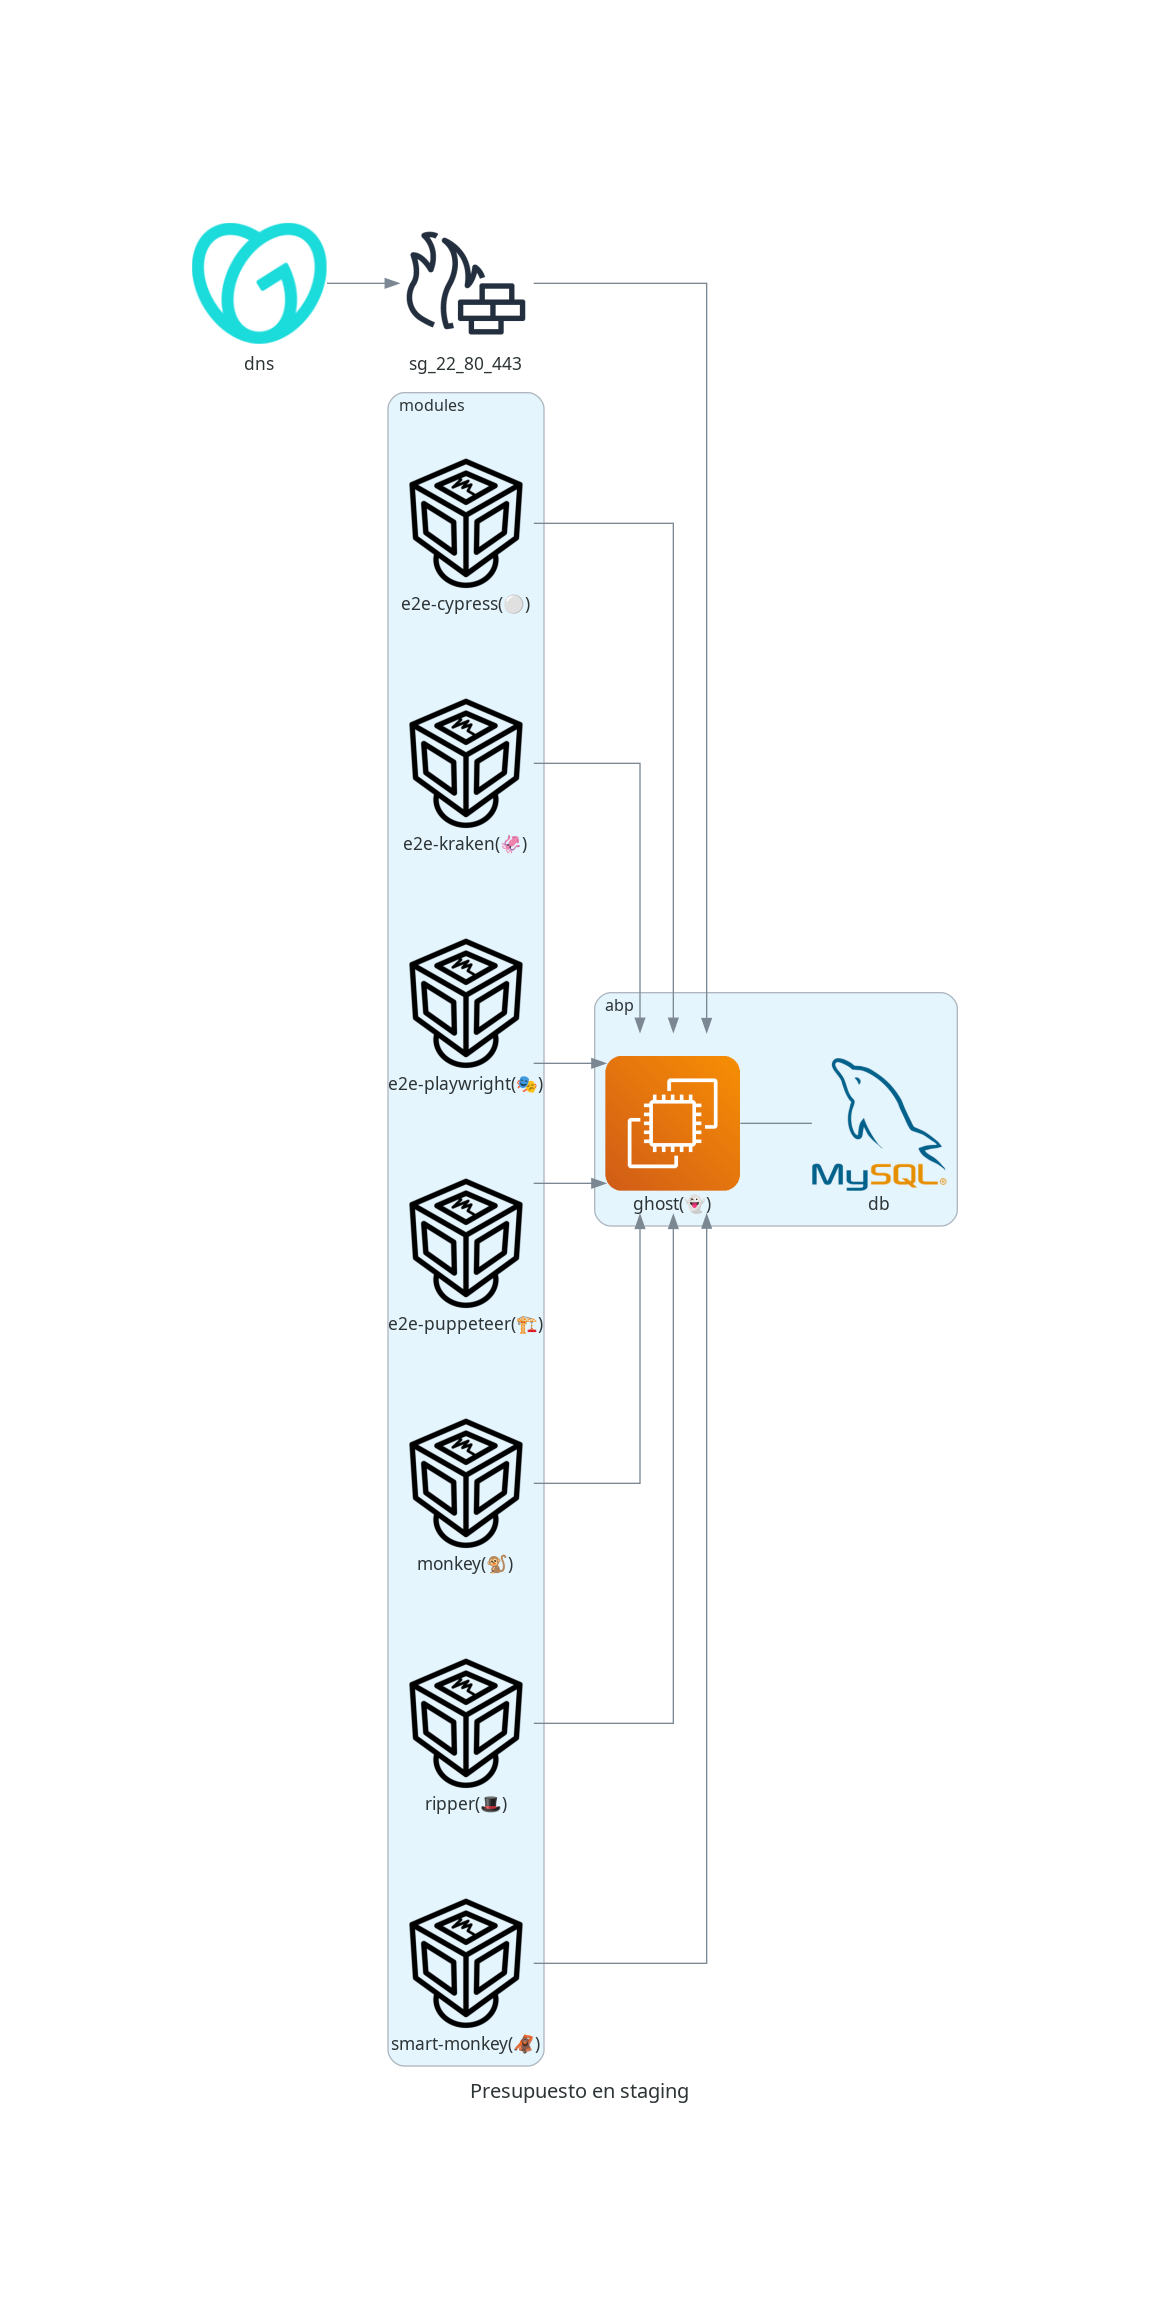 dns
sg_22_80_443
modules
e2e-cypress(⚪)
e2e-kraken(🦑)
e2e-playwright(🎭)
abp
MySQL®
ghost(👻)
db
e2e-puppeteer(🏗️)
monkey(🐒)
ripper(🎩)
smart-monkey(🦧)
Presupuesto en staging